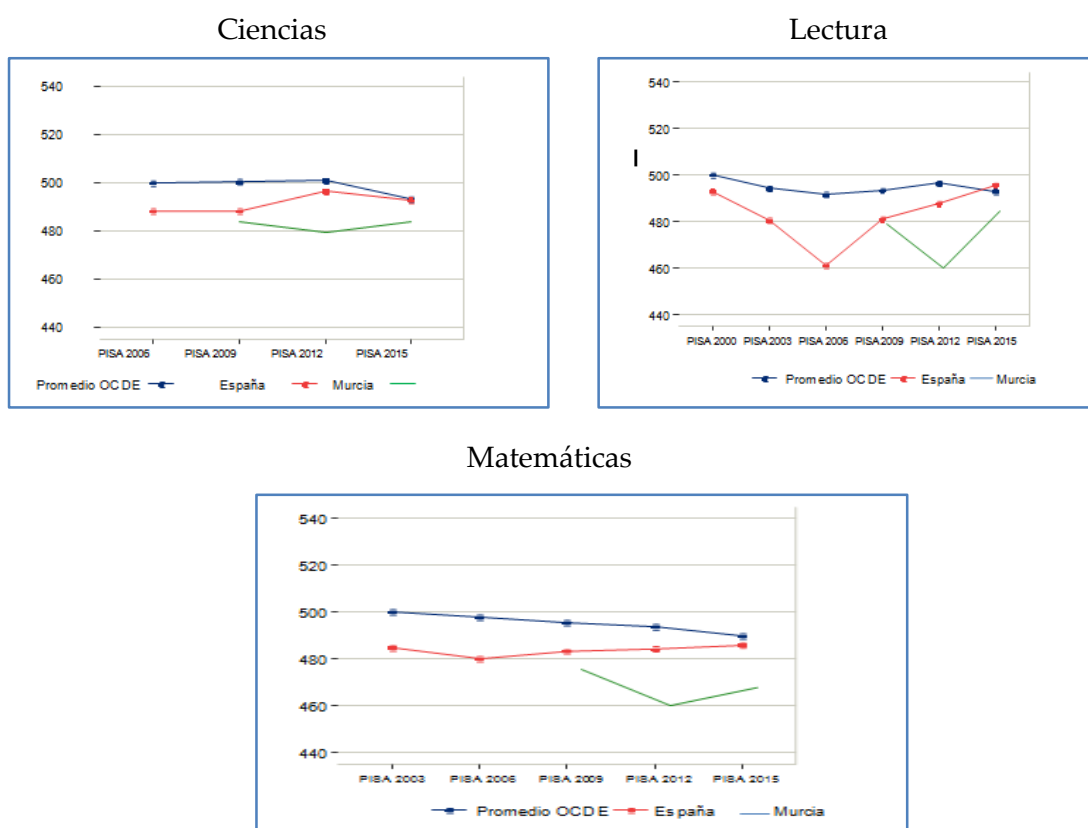 Ciencias
540
520
500
480
460
440
PISA 2006 PISA 2009 PISA 2012 PISA 2015
Promedio OCDE España Murcia
Lectura
540
520
500
480
460
440
PISA 2000 PISA 2003 PISA 2006 PISA 2009 PISA 2012 PISA 2015
Promedio OCDE España Murcia
Matemáticas
540
520
500
480
460
440
PISA 2003 PISA 2006 PISA 2009 PISA 2012 PISA 2015
Promedio OCDE España Murcia